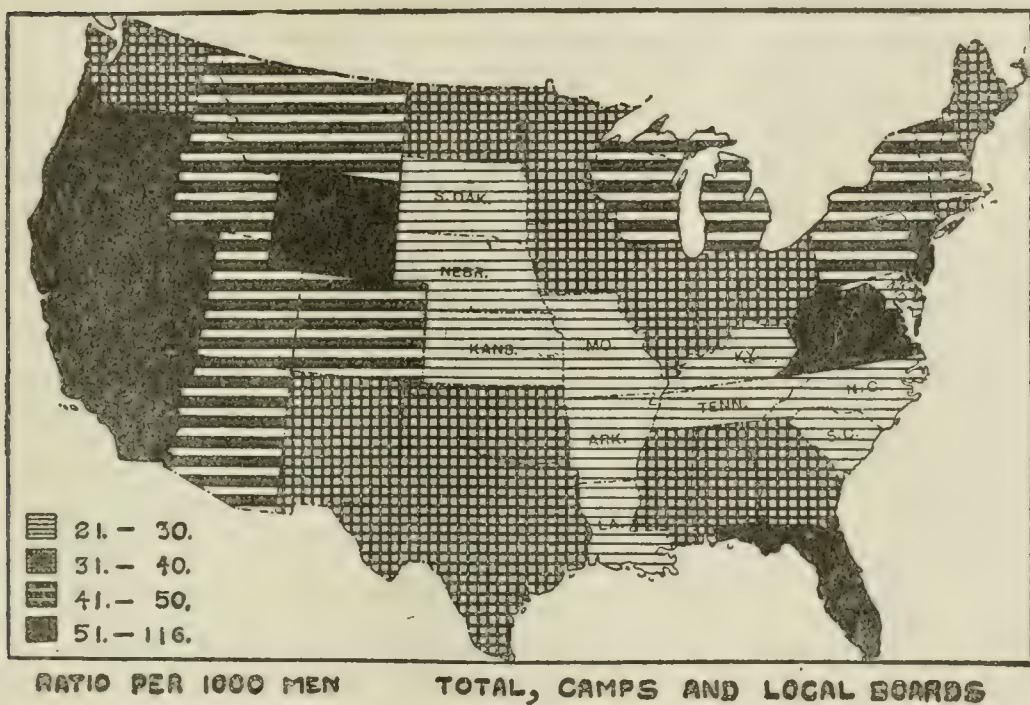 S. DAK.
NEBR.
KANS.
MO.
KY.
N.C.
TENN.
S.C.
ARK.
LA.
21. - 30.
31. - 40.
41. - 50.
51. - 116.
RATIO PER 1000 MEN TOTAL, CAMPS AND LOCAL BOARDS